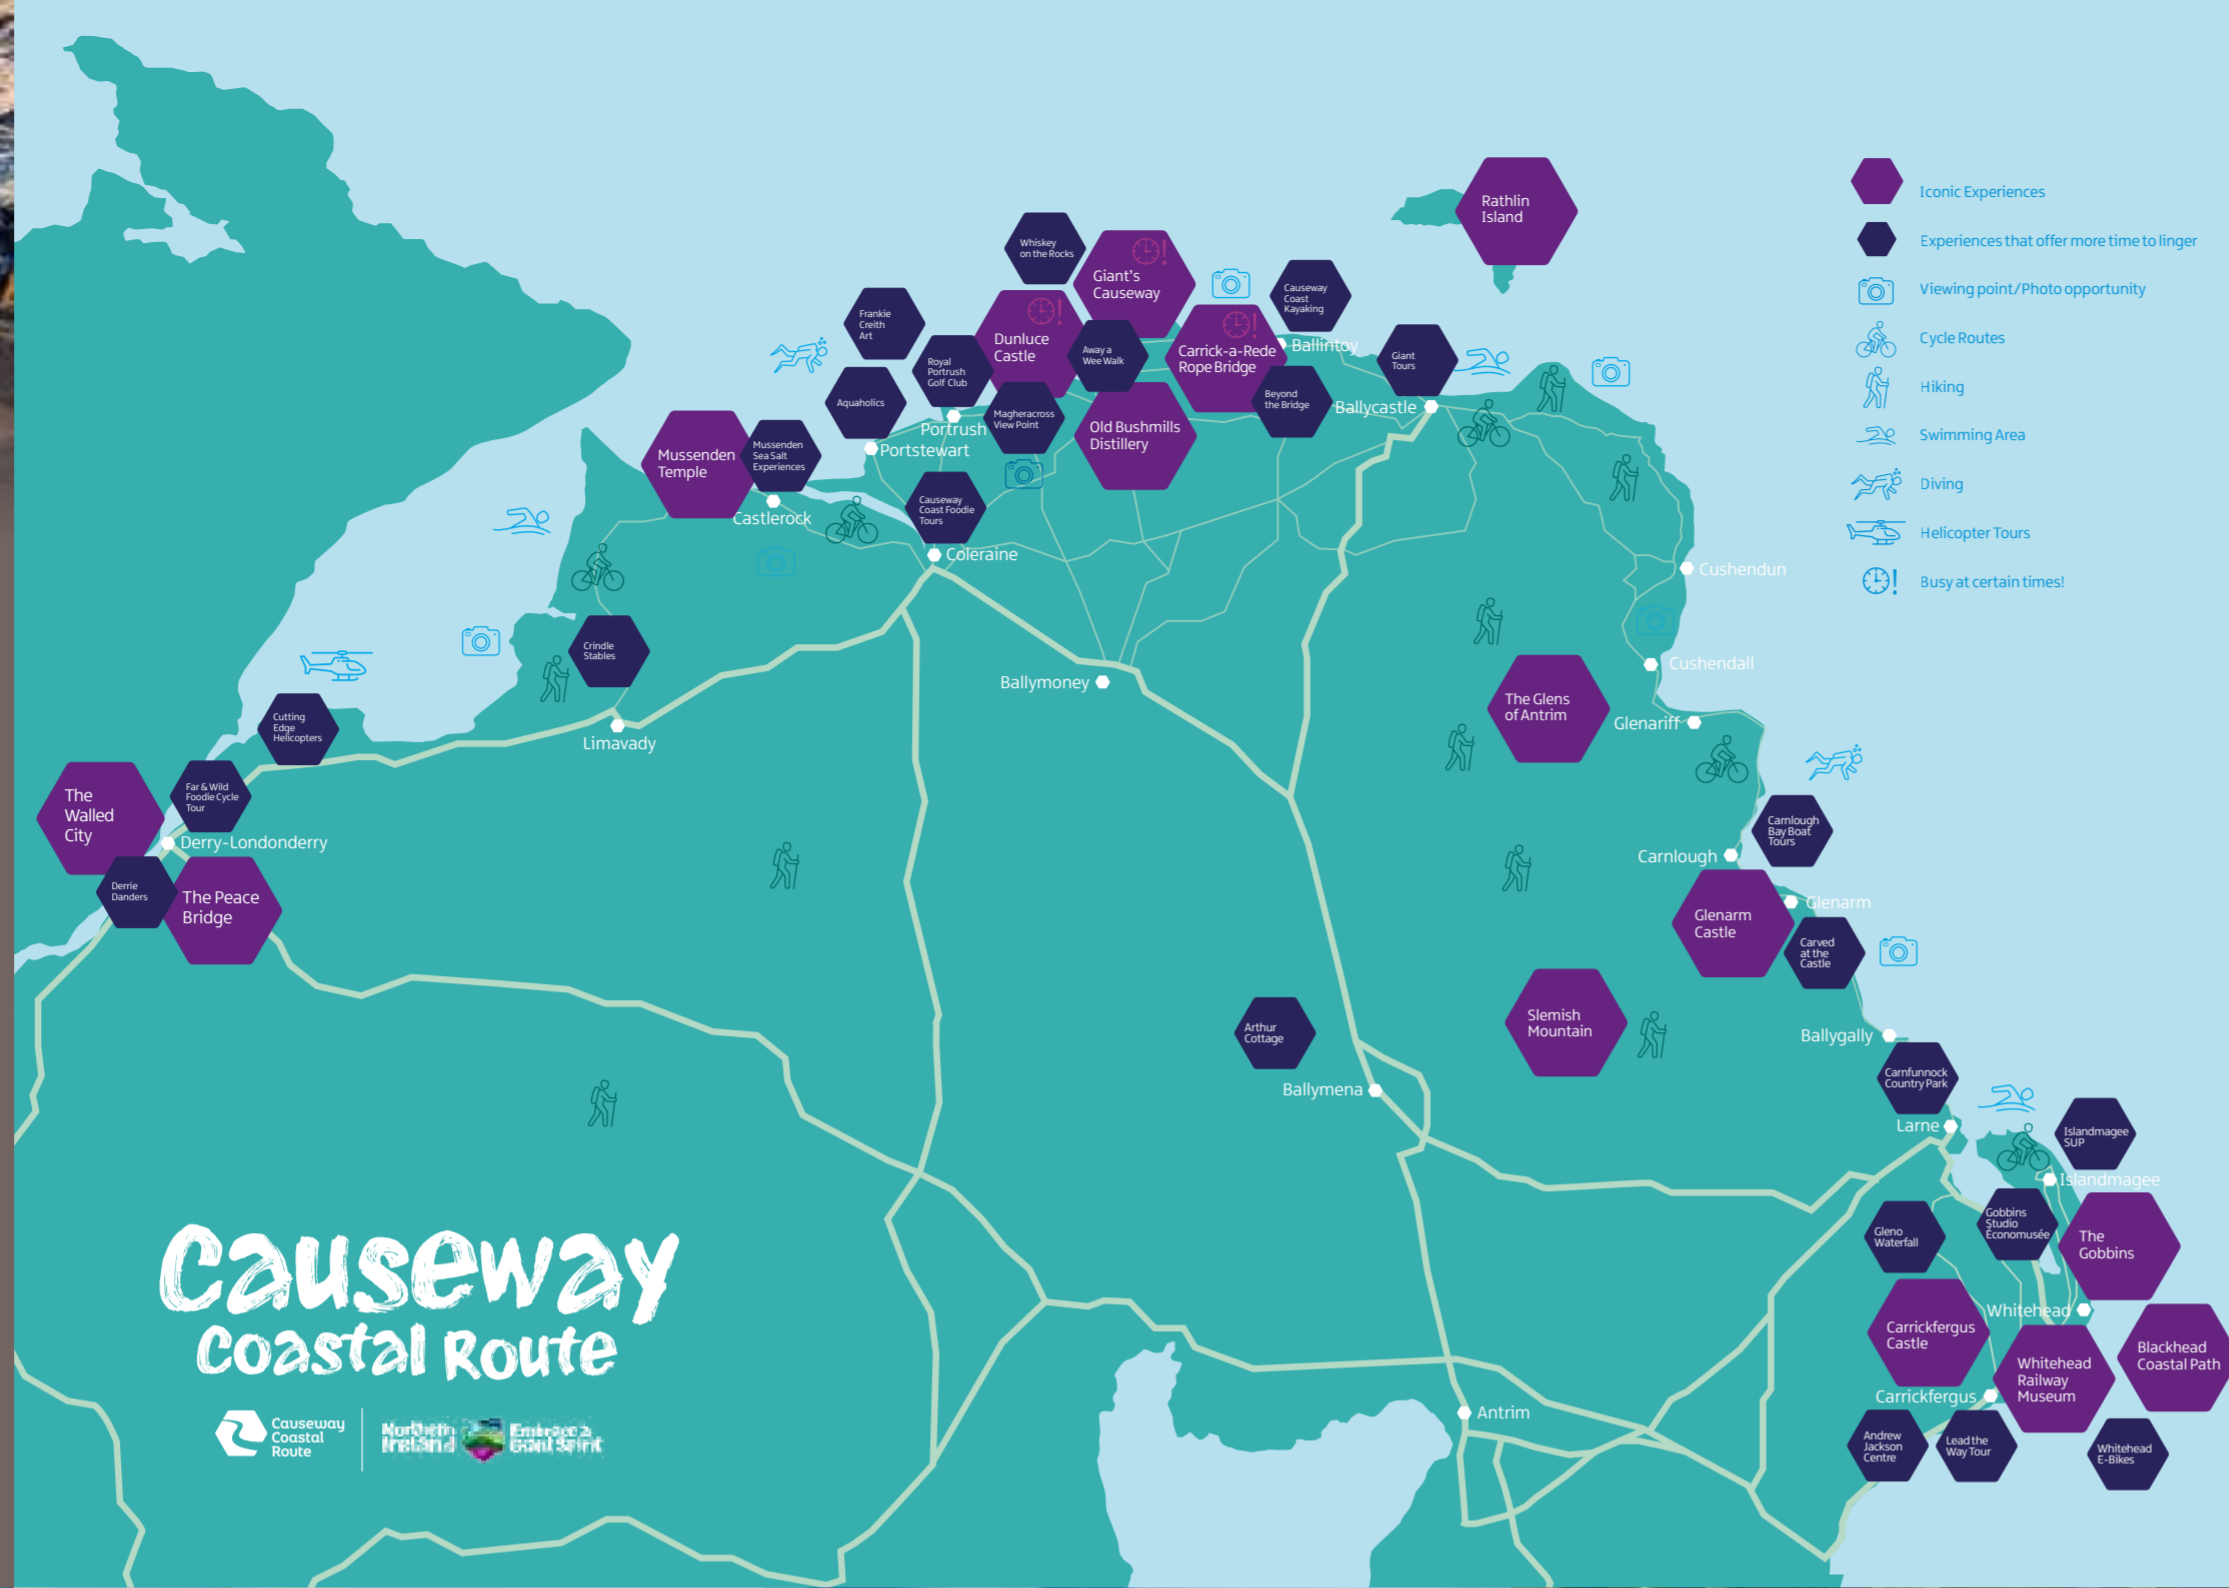 Rathlin
Island
Iconic Experiences
Experiences that offer more time to linger
Viewing point/Photo opportunity
Cycle Routes
Hiking
Swimming Area
Diving
Helicopter Tours
Busy at certain times!
Whiskey
on the Rocks
Giant's
Causeway
Causeway
Coast
Kayaking
Frankie
Creith
Art
Dunluce
Castle
Away a
Wee Walk
Carrick-a-Rede
Rope Bridge
Ballintoy
Giant
Tours
Royal
Portrush
Golf Club
Aquaholics
Magheracross
View Point
Beyond
the Bridge
Ballycastle
Portrush
Portstewart
Old Bushmills
Distillery
Mussenden
Temple
Mussenden
Sea Salt
Experiences
Castlerock
Causeway
Coast Foodie
Tours
Coleraine
Cushendun
Crindle
Stables
Cushendall
Ballymoney
The Glens
of Antrim
Glenariff
Limavady
Cutting
Edge
Helicopters
The
Walled
City
Far & Wild
Foodie Cycle
Tour
Derry-Londonderry
Derrie
Danders
The Peace
Bridge
Carnlough
Bay Boat
Tours
Carnlough
Glenarm
Glenarm
Castle
Carved
at the
Castle
Slemish
Mountain
Arthur
Cottage
Ballymena
Ballygally
Carnfunnock
Country Park
Larne
Islandmagee
SUP
Islandmagee
Gleno
Waterfall
Gobbins
Studio
Économusée
The
Gobbins
Whitehead
Carrickfergus
Castle
Whitehead
Railway
Museum
Blackhead
Coastal Path
Carrickfergus
Antrim
Andrew
Jackson
Centre
Lead the
Way Tour
Whitehead
E-Bikes
Causeway
Coastal Route
Causeway
Coastal
Route
Northern
Ireland
Embrace a
Giant Spirit